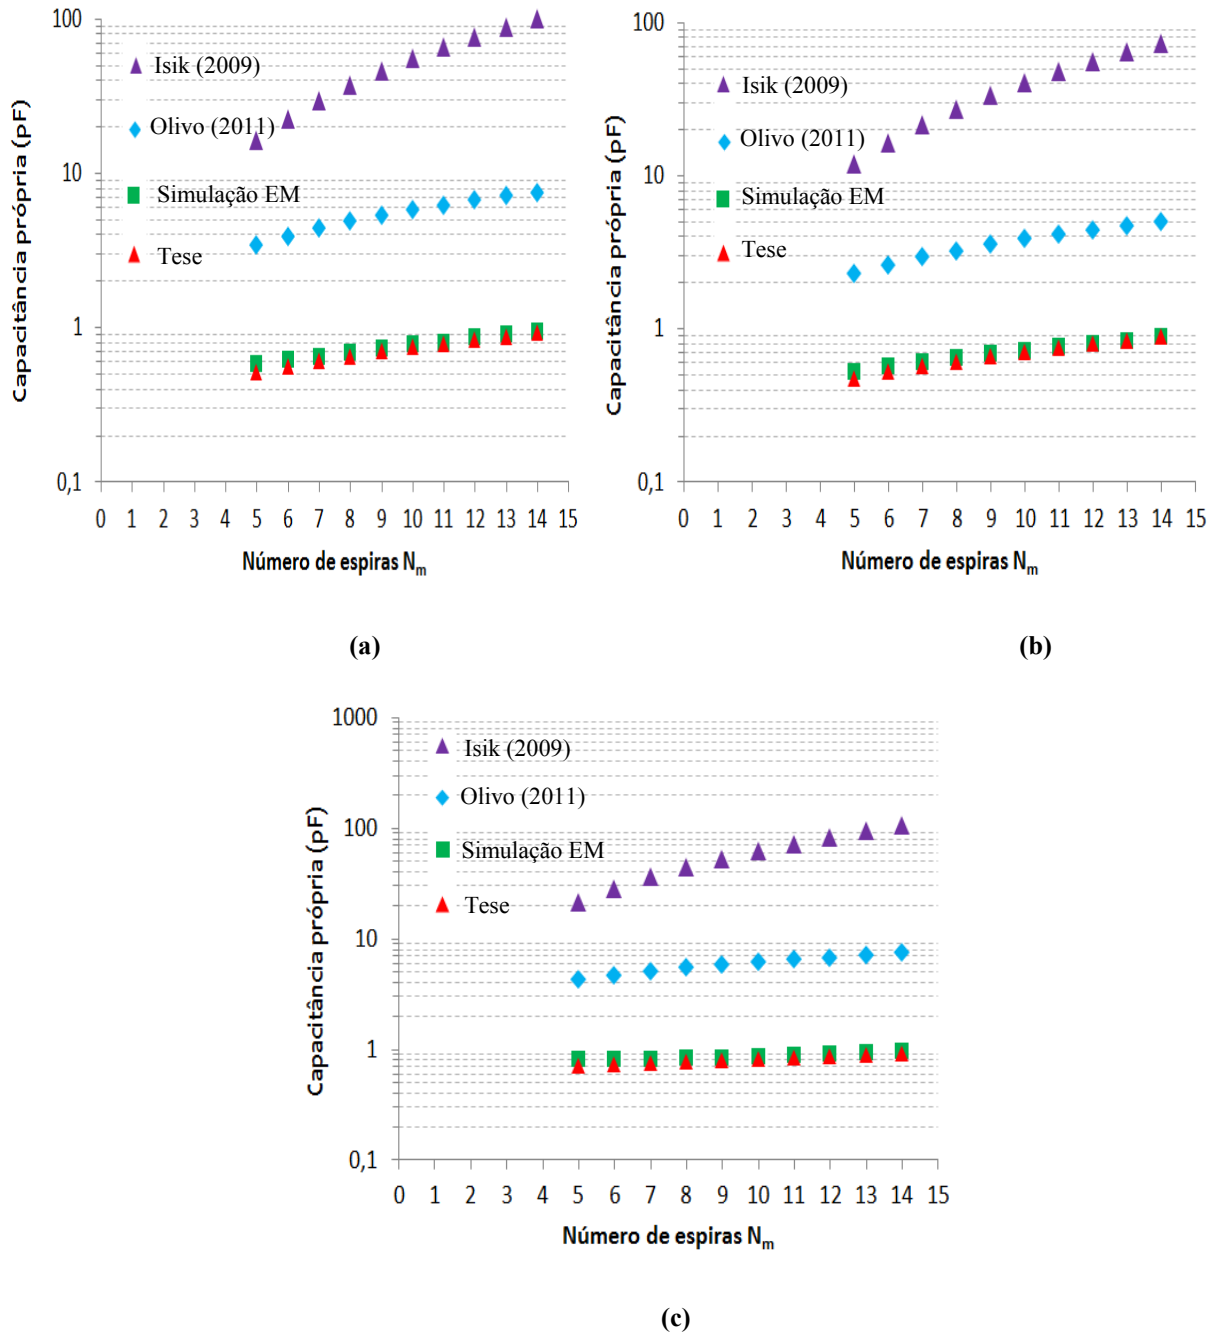 Capacitância própria (pF)
100
10
1
0,1
Isik (2009)
Olivo (2011)
Simulação EM
Tese
0 1 2 3 4 5 6 7 8 9 10 11 12 13 14 15
Número de espiras Nm
(a)
Capacitância própria (pF)
100
10
1
0,1
Isik (2009)
Olivo (2011)
Simulação EM
Tese
0 1 2 3 4 5 6 7 8 9 10 11 12 13 14 15
Número de espiras Nm
(b)
Capacitância própria (pF)
1000
100
10
1
0,1
Isik (2009)
Olivo (2011)
Simulação EM
Tese
0 1 2 3 4 5 6 7 8 9 10 11 12 13 14 15
Número de espiras Nm
(c)